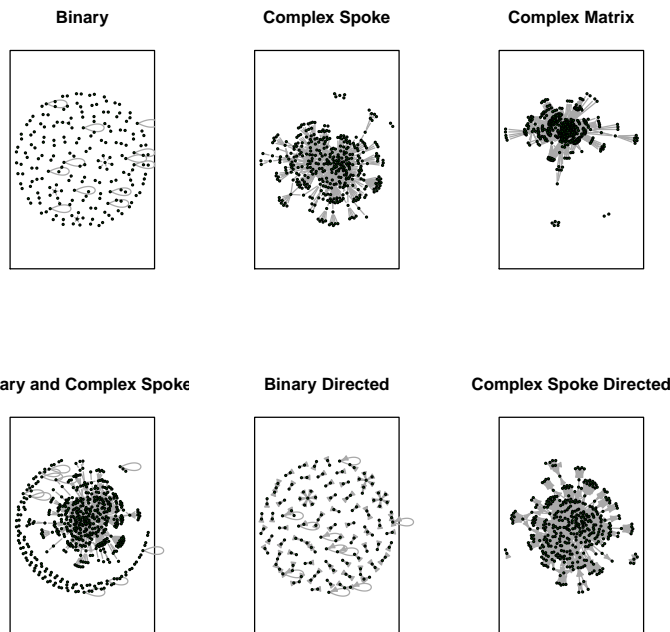 Binary
Complex Spoke
Complex Matrix
ary and Complex Spoke
Binary Directed
Complex Spoke Directed